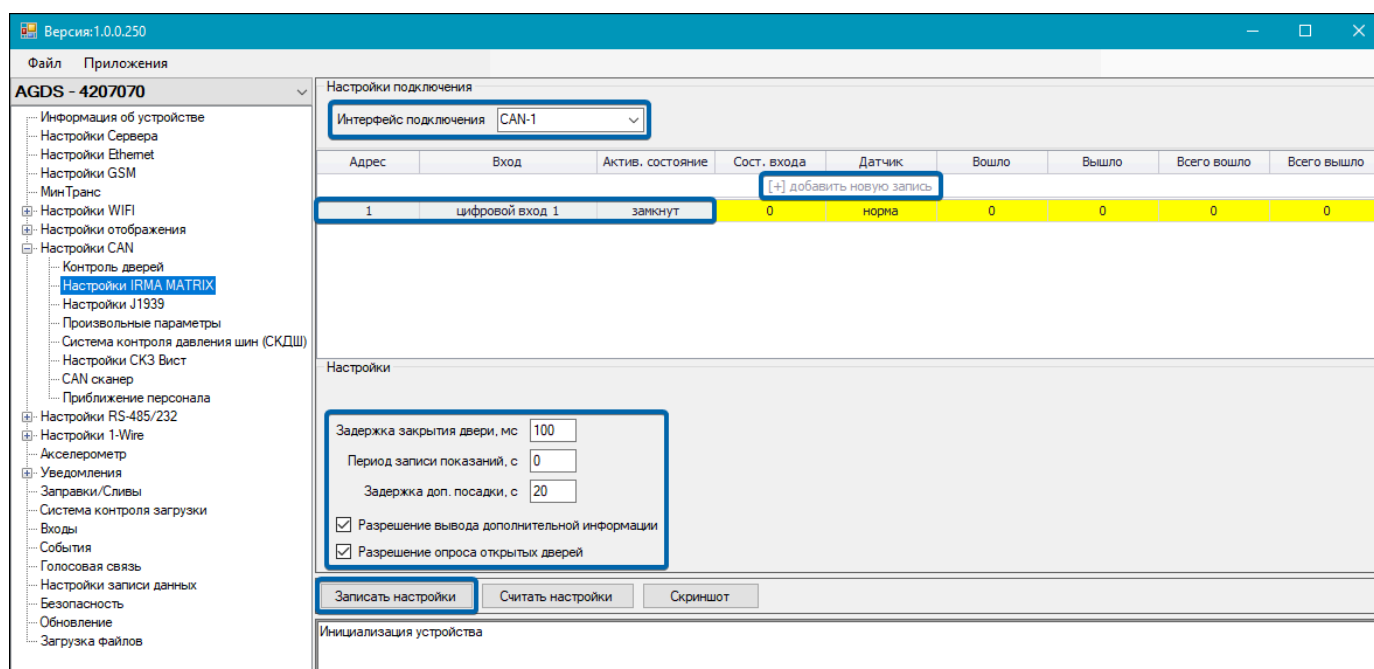 Версия:1.0.0.250
Файл Приложения
AGDS - 4207070
Информация об устройстве
Настройки Сервера
Настройки Ethernet
Настройки GSM
МинТранс
Настройки WIFI
Настройки отображения
Настройки CAN
Контроль дверей
Настройки IRMA MATRIX
Настройки J1939
Произвольные параметры
Система контроля давления шин (СКДШ)
Настройки СКЗ Вист
CAN сканер
Приближение персонала
Настройки RS-485/232
Настройки 1-Wire
Акселерометр
Уведомления
Заправки/Сливы
Система контроля загрузки
Входы
События
Голосовая связь
Настройки записи данных
Безопасность
Обновление
Загрузка файлов
Настройки подключения
Интерфейс подключения CAN-1
Адрес Вход Актив. состояние Сост. входа Датчик Вошло Вышло Всего вошло Всего вышло
[+] добавить новую запись
1 цифровой вход 1 замкнут 0 норма 0 0 0 0
Настройки
Задержка закрытия двери, мс 100
Период записи показаний, с 0
Задержка доп. посадки, с 20
Разрешение вывода дополнительной информации
Разрешение опроса открытых дверей
Записать настройки Считать настройки Скриншот
Инициализация устройства